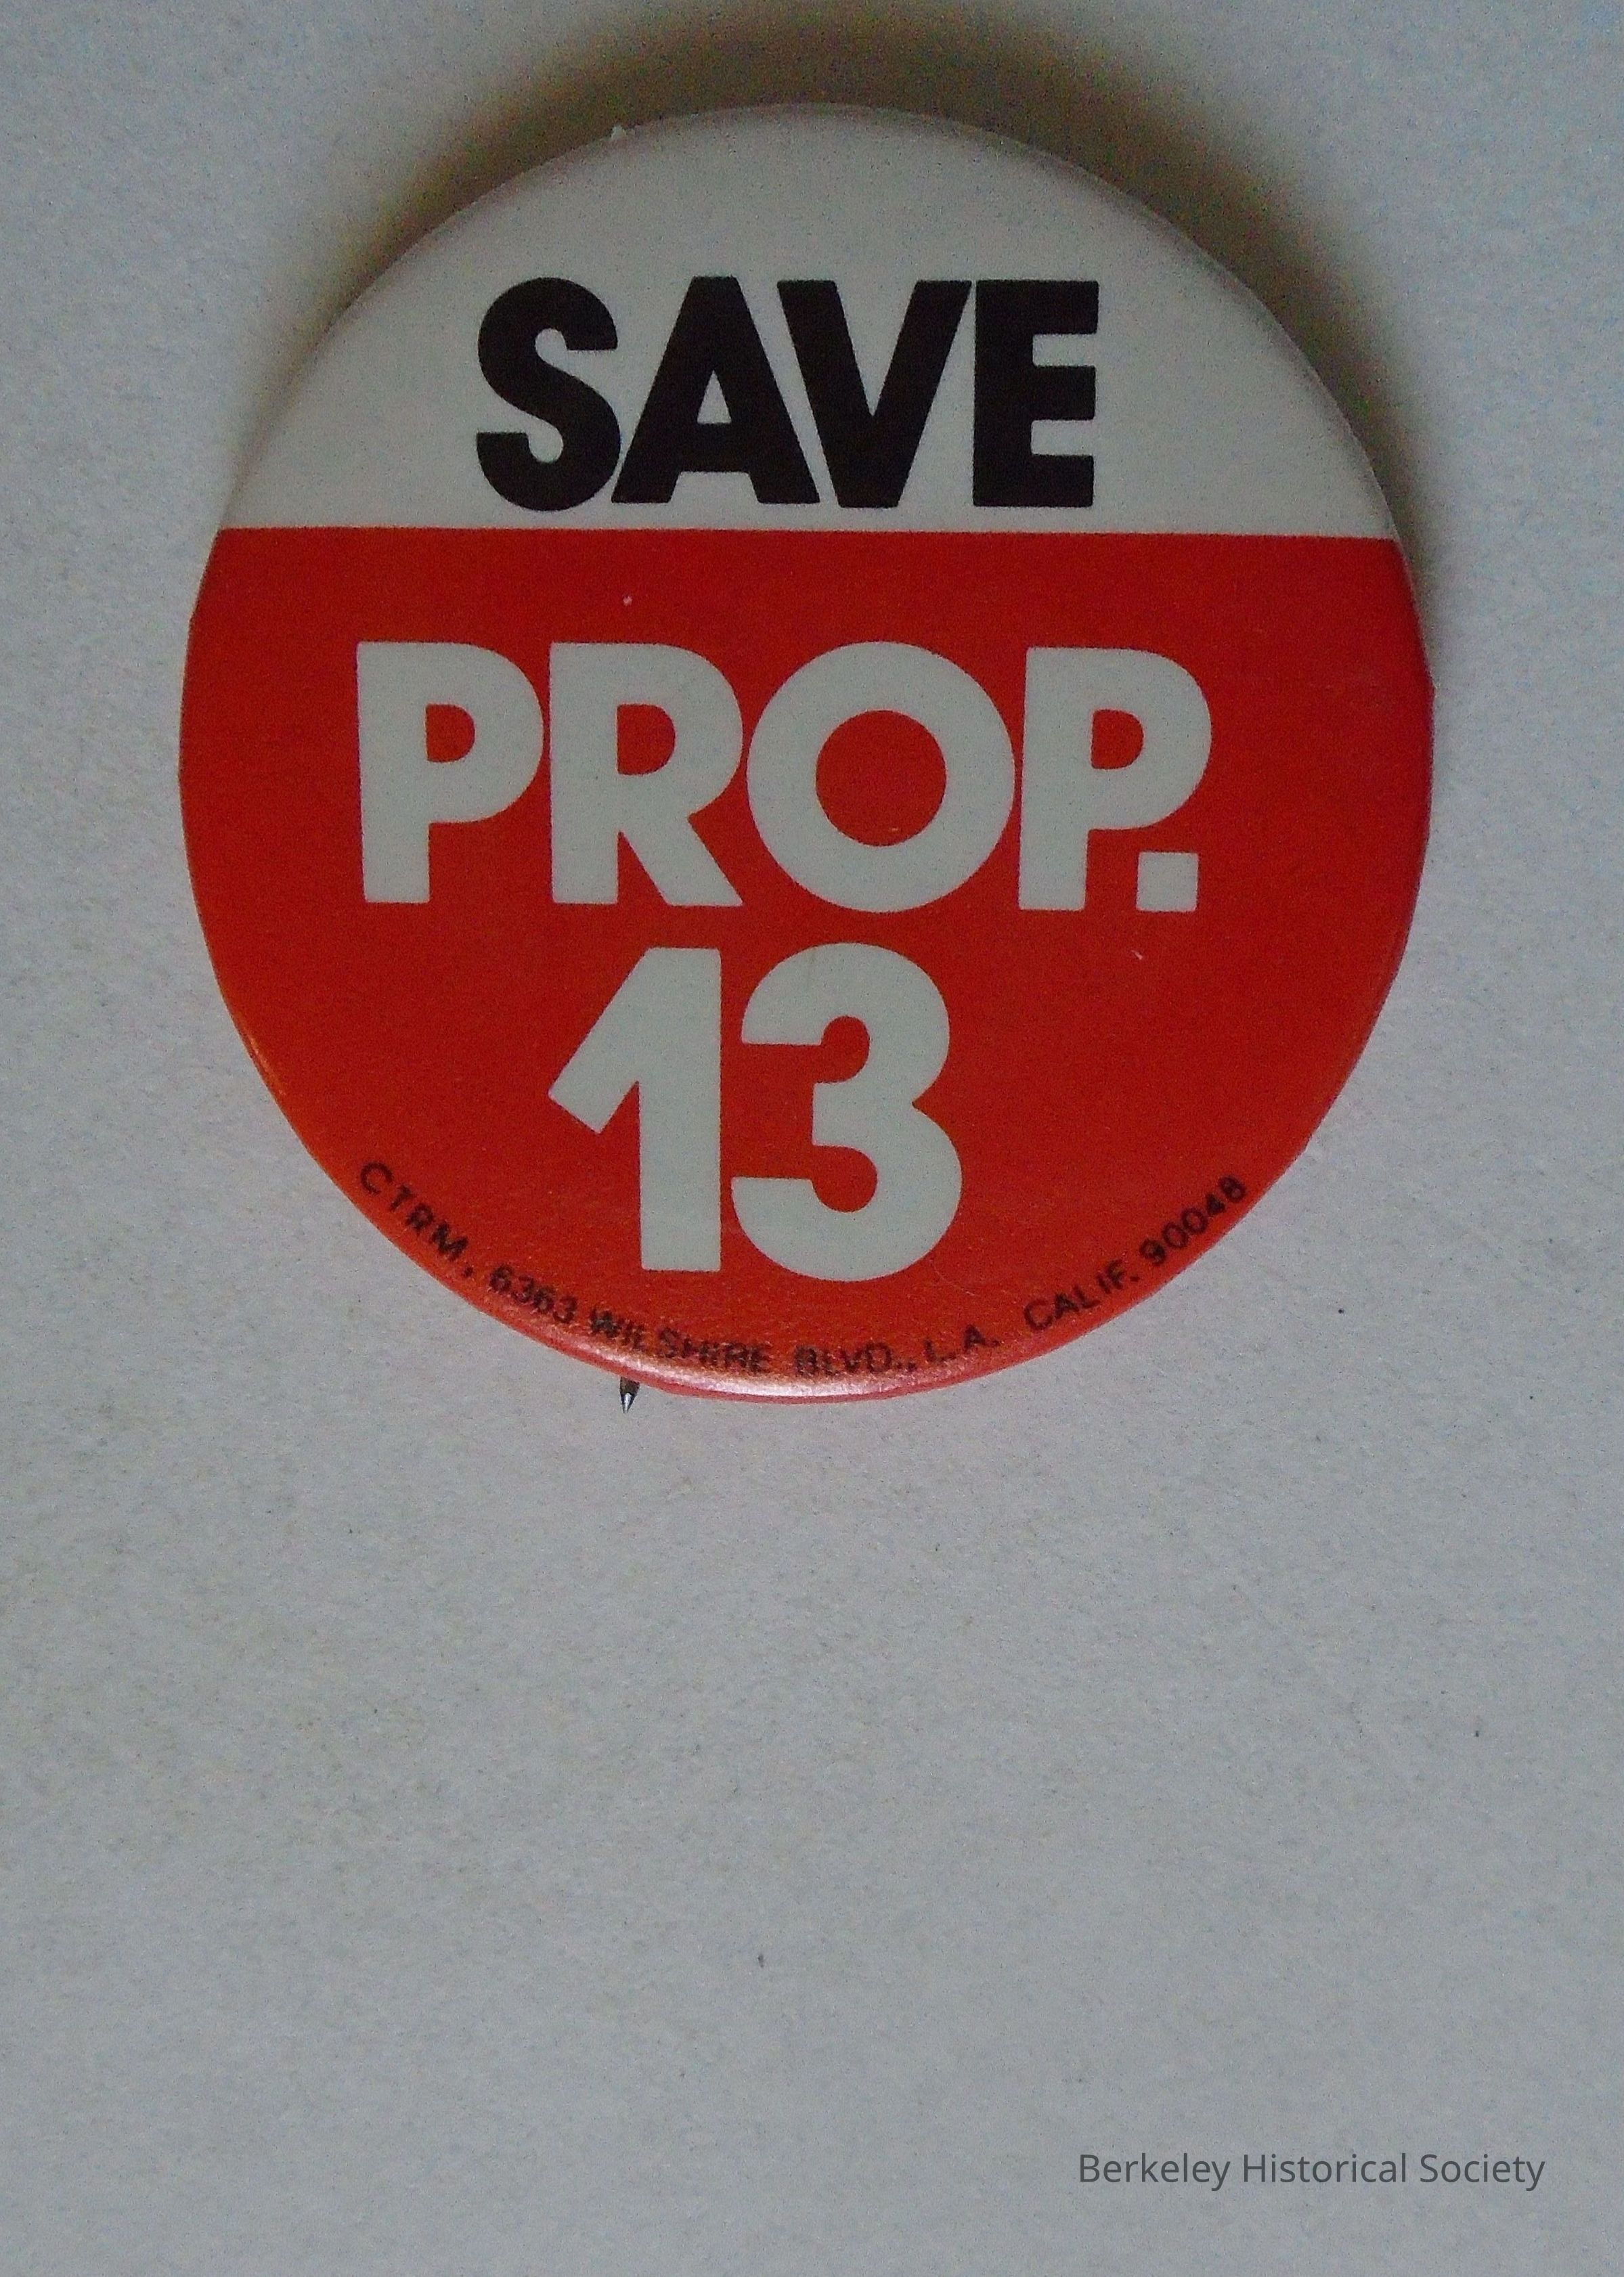 SAVE
PROP.
13
CTRM, 6363 WILSHIRE BLVD., L.A. CALIF. 90048
Berkeley Historical Society